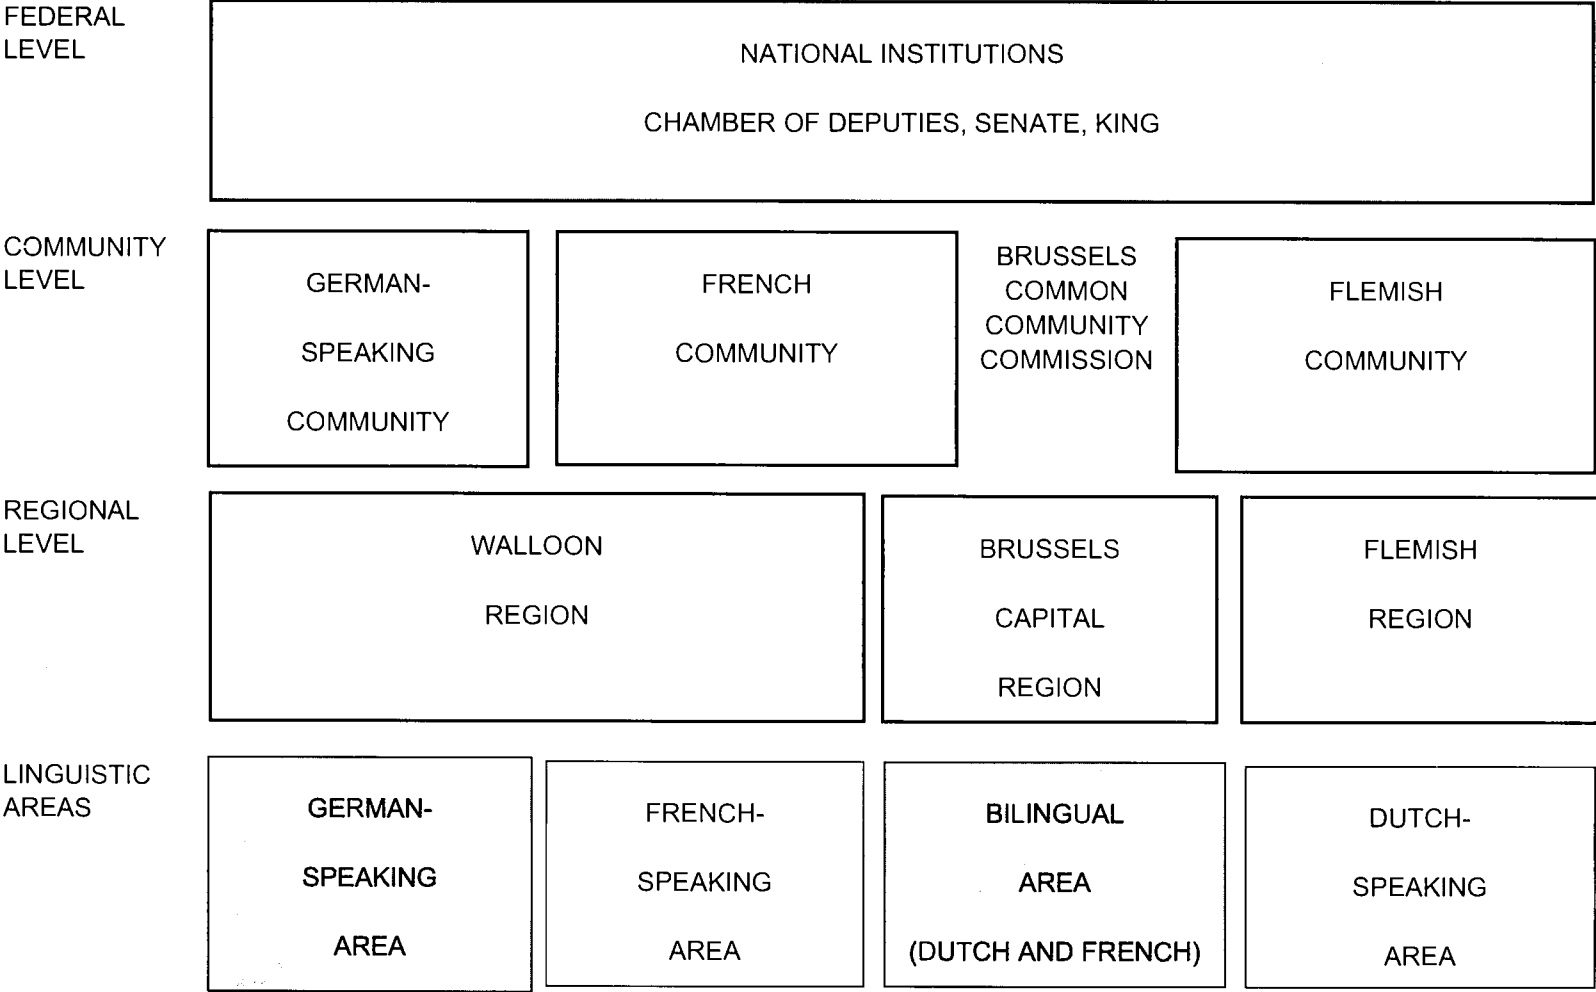 FEDERAL
LEVEL
NATIONAL INSTITUTIONS
CHAMBER OF DEPUTIES, SENATE, KING
COMMUNITY
LEVEL
GERMAN-
SPEAKING
COMMUNITY
FRENCH
COMMUNITY
BRUSSELS
COMMON
COMMUNITY
COMMISSION
FLEMISH
COMMUNITY
REGIONAL
LEVEL
WALLOON
REGION
BRUSSELS
CAPITAL
REGION
FLEMISH
REGION
LINGUISTIC
AREAS
GERMAN-
SPEAKING
AREA
FRENCH-
SPEAKING
AREA
BILINGUAL
AREA
(DUTCH AND FRENCH)
DUTCH-
SPEAKING
AREA